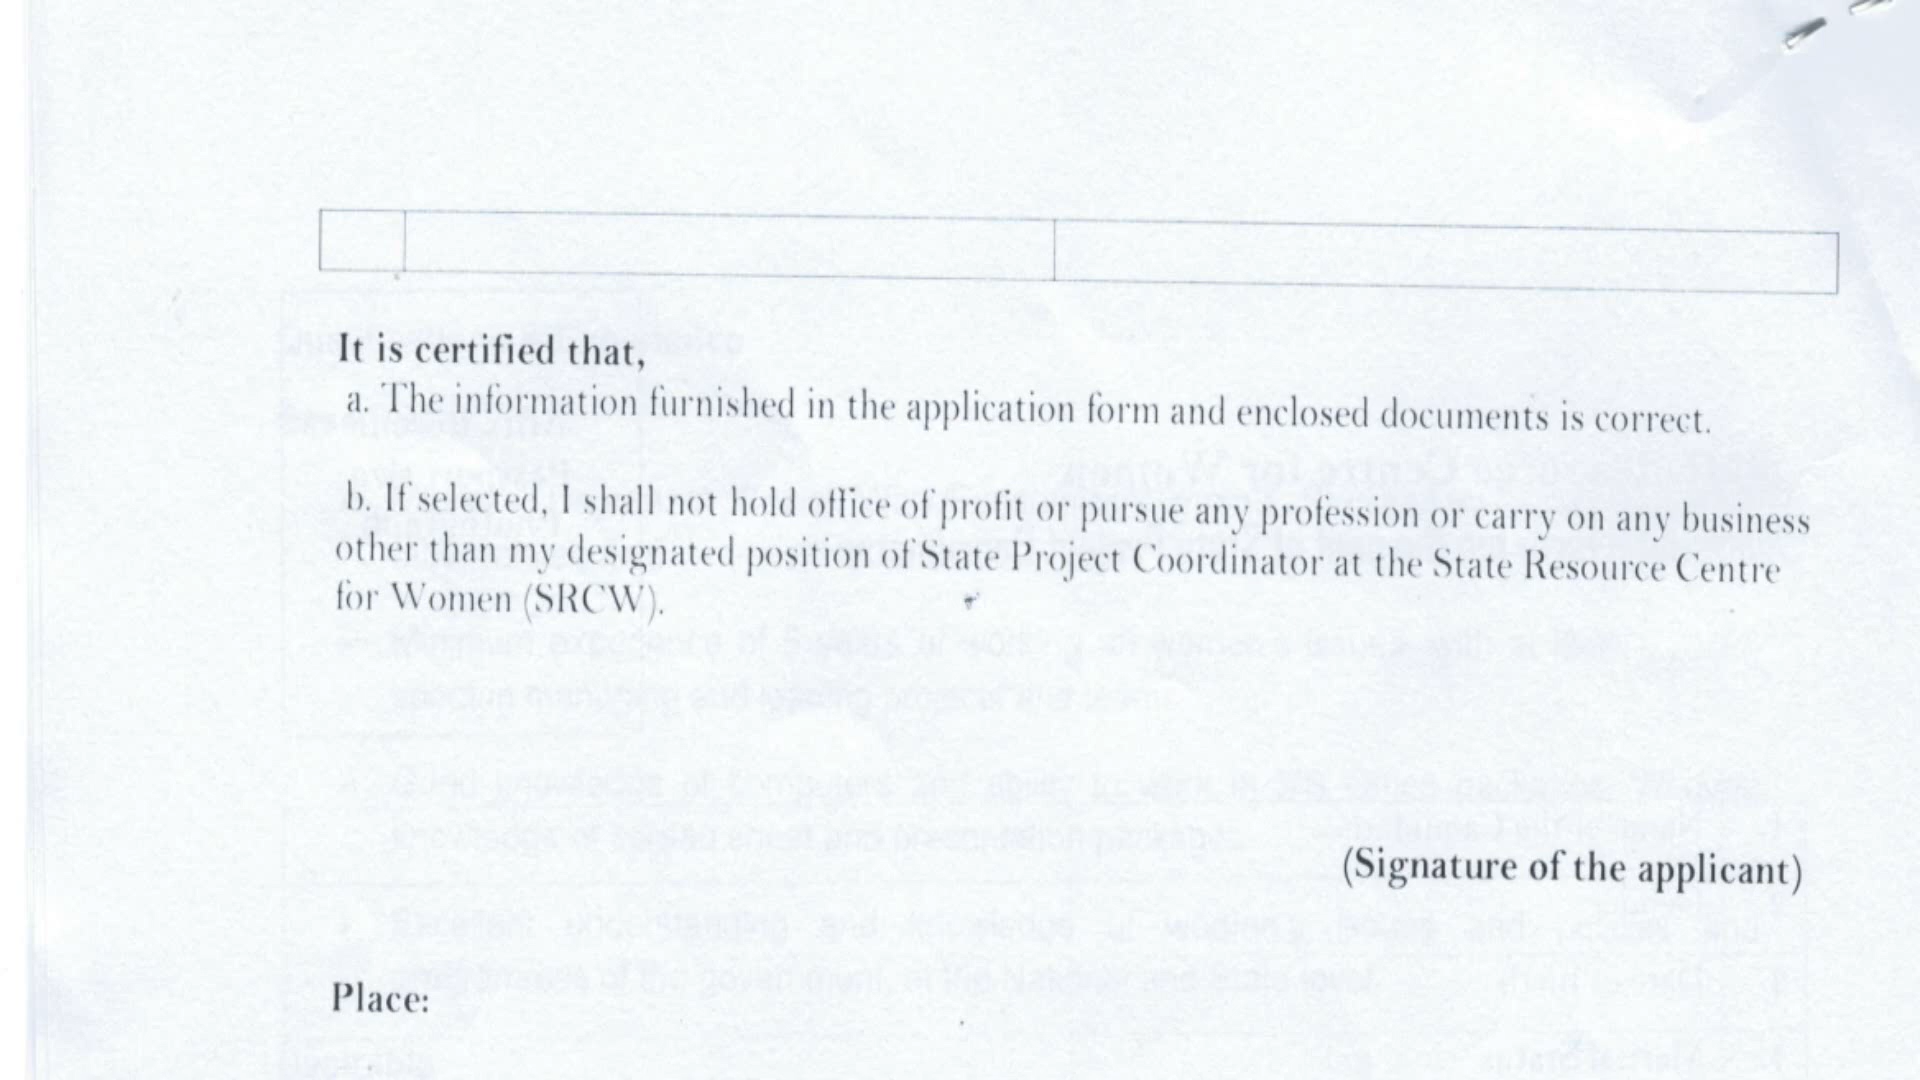 It is certified that,
a. The information furnished in the application form and enclosed documents is correct.
b. If selected, I shall not hold office of profit or pursue any profession or carry on any business
other than my designated position of State Project Coordinator at the State Resource Centre
for Women (SRCW).
(Signature of the applicant)
Place: